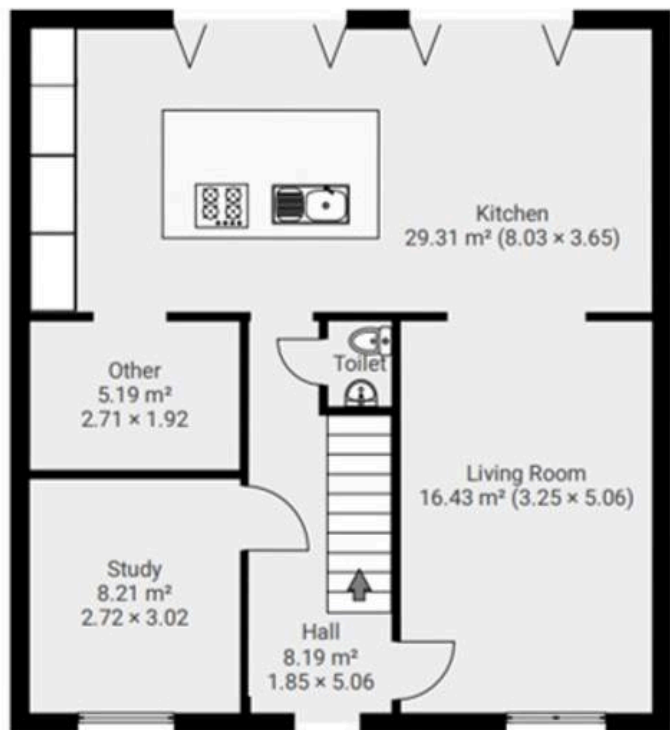 Kitchen
29.31 m² (8.03 × 3.65)
Toilet
Other
5.19 m²
2.71 × 1.92
Living Room
16.43 m² (3.25 × 5.06)
Study
8.21 m²
2.72 × 3.02
Hall
8.19 m²
1.85 × 5.06